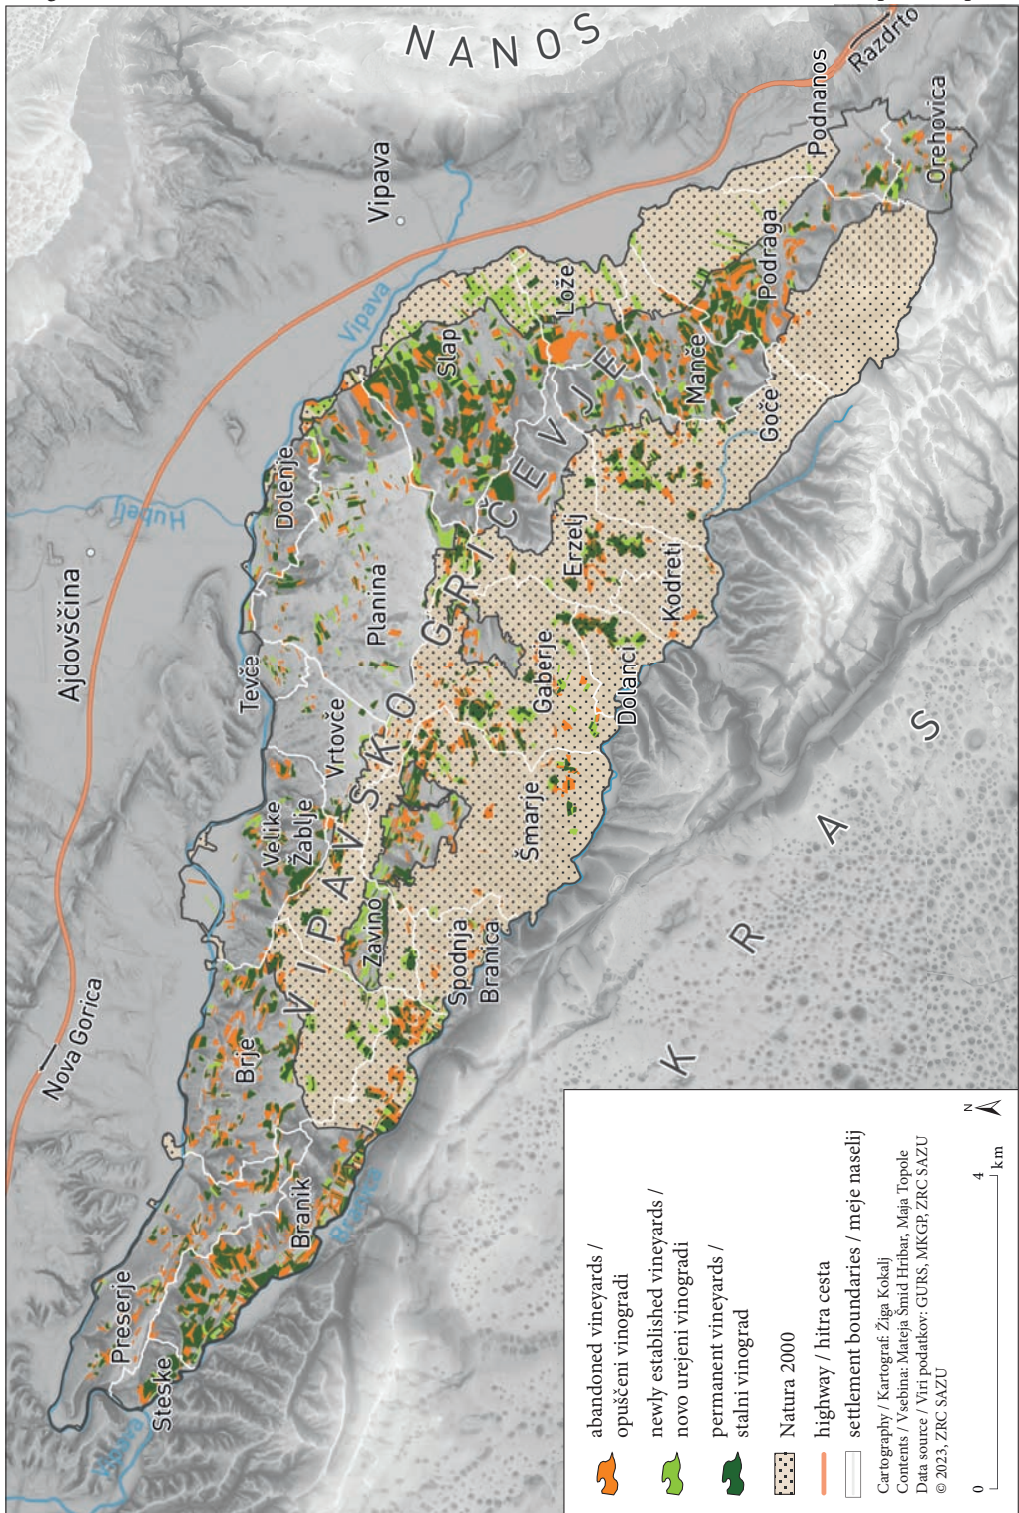 NANOS
Razdrto
Podnanos
Orehovica
Vipava
Vipava
Podraga
Lože
Slap
Manče
Goče
Hubelj
Dolenje
Ajdovščina
Planina
Erzelj
Kodreti
Tevče
Vrtovče
Gaberje
Dolanci
VIPAVSKO GRIČEVJE
Velike
Žablje
Šmarje
Zavino
Spodnja
Branica
KRAS
Nova Gorica
Brje
Branik
Branica
Preserje
Steske
Vipava
abandoned vineyards /
opuščeni vinogradi
newly established vineyards /
novo urejeni vinogradi
permanant vineyards /
stalni vinograd
Natura 2000
highway / hitra cesta
settlement boundaries / meje naselij
Cartography / Kartograf: Žiga Kokalj
Contents / Vsebina: Mateja Šmid Hribar, Maja Topole
Data source / Viri podatkov: GURS, MKGP, ZRC SAZU
© 2023, ZRC SAZU
0 4
km
N